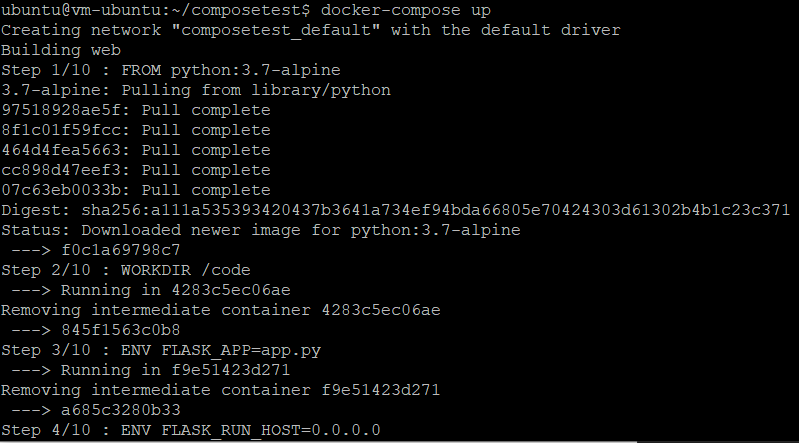 ubuntu@vm-ubuntu:~/composetest$ docker-compose up
Creating network "composetest_default" with the default driver
Building web
Step 1/10 : FROM python:3.7-alpine
3.7-alpine: Pulling from library/python
97518928ae5f: Pull complete
8f1c01f59fcc: Pull complete
464d4fea5663: Pull complete
cc898d47eef3: Pull complete
07c63eb0033b: Pull complete
Digest: sha256:a111a535393420437b3641a734ef94bda66805e70424303d61302b4b1c23c371
Status: Downloaded newer image for python:3.7-alpine
 ---> f0c1a69798c7
Step 2/10 : WORKDIR /code
 ---> Running in 4283c5ec06ae
Removing intermediate container 4283c5ec06ae
 ---> 845f1563c0b8
Step 3/10 : ENV FLASK_APP=app.py
 ---> Running in f9e51423d271
Removing intermediate container f9e51423d271
 ---> a685c3280b33
Step 4/10 : ENV FLASK_RUN_HOST=0.0.0.0